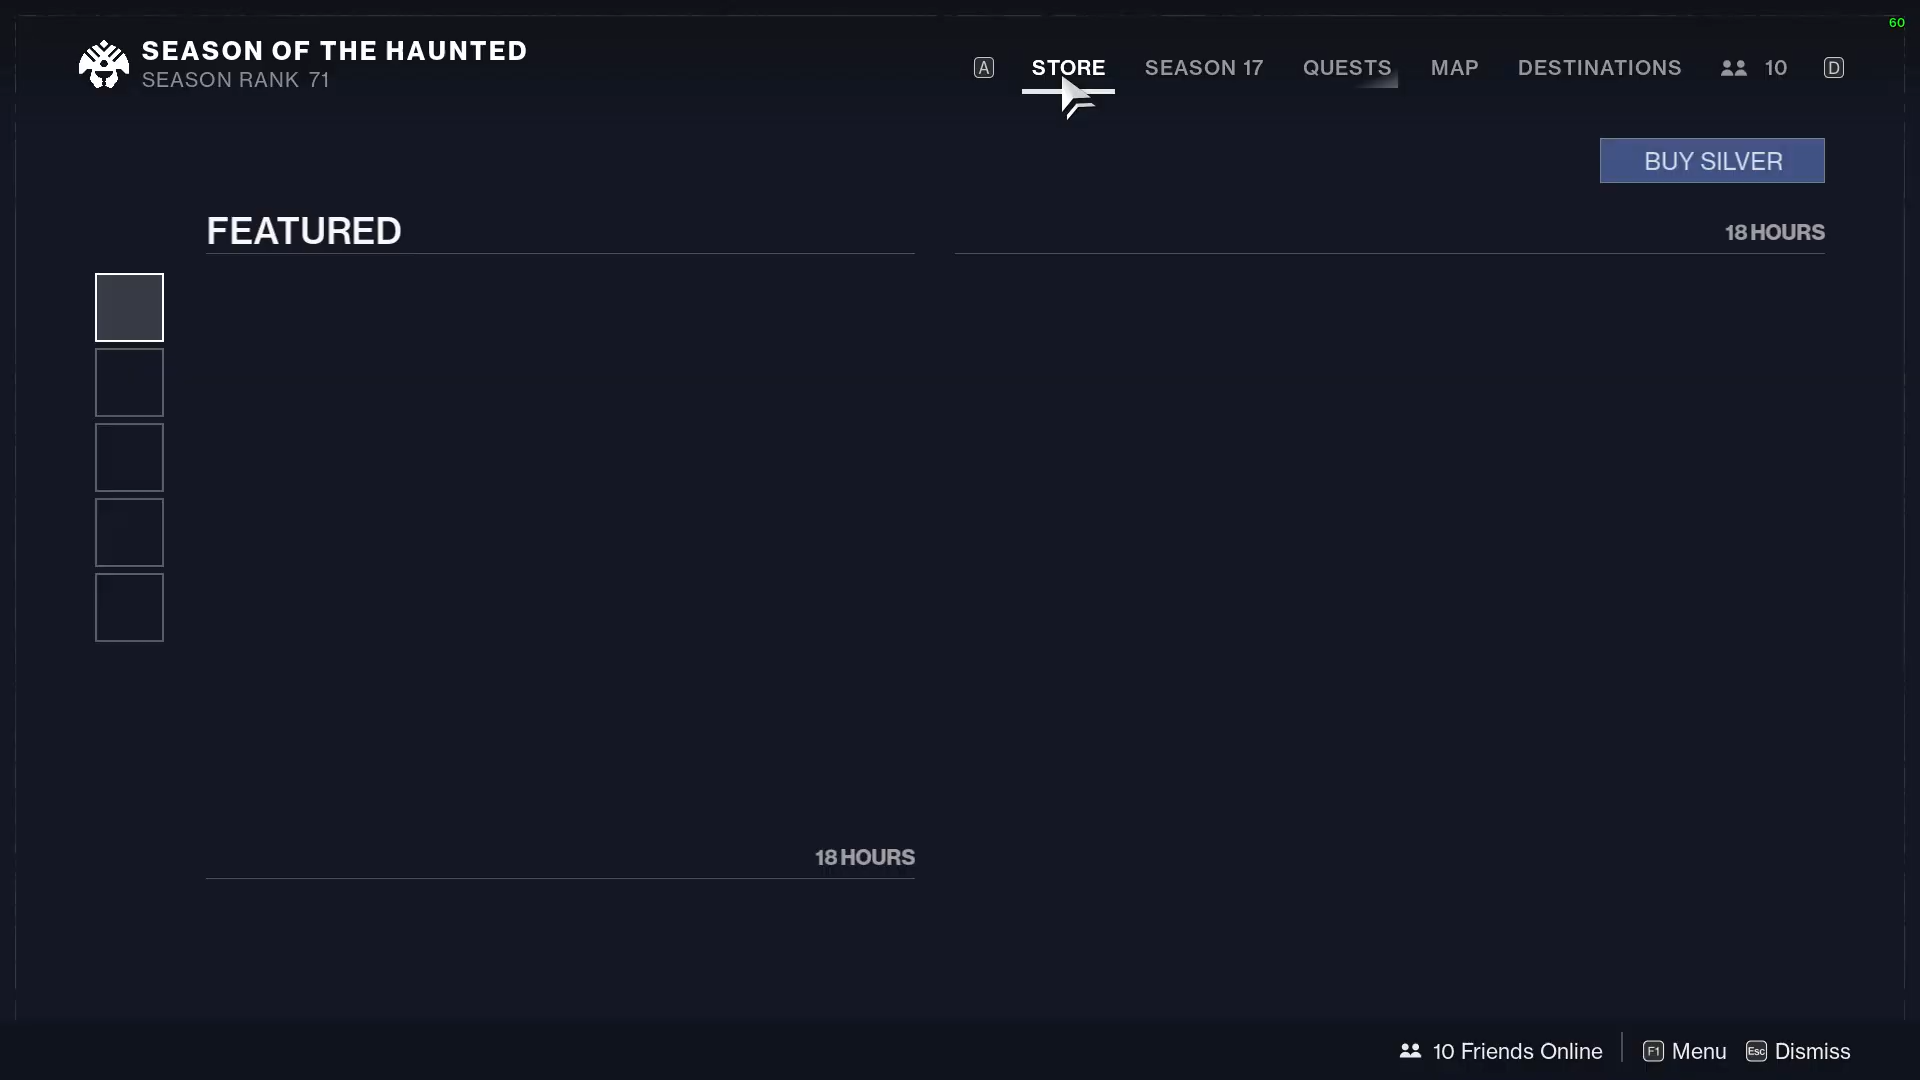 60
SEASON OF THE HAUNTED
SEASON RANK 71
A STORE SEASON 17 QUESTS MAP DESTINATIONS 10 D
BUY SILVER
FEATURED
18 HOURS
18 HOURS
10 Friends Online F1 Menu Esc Dismiss